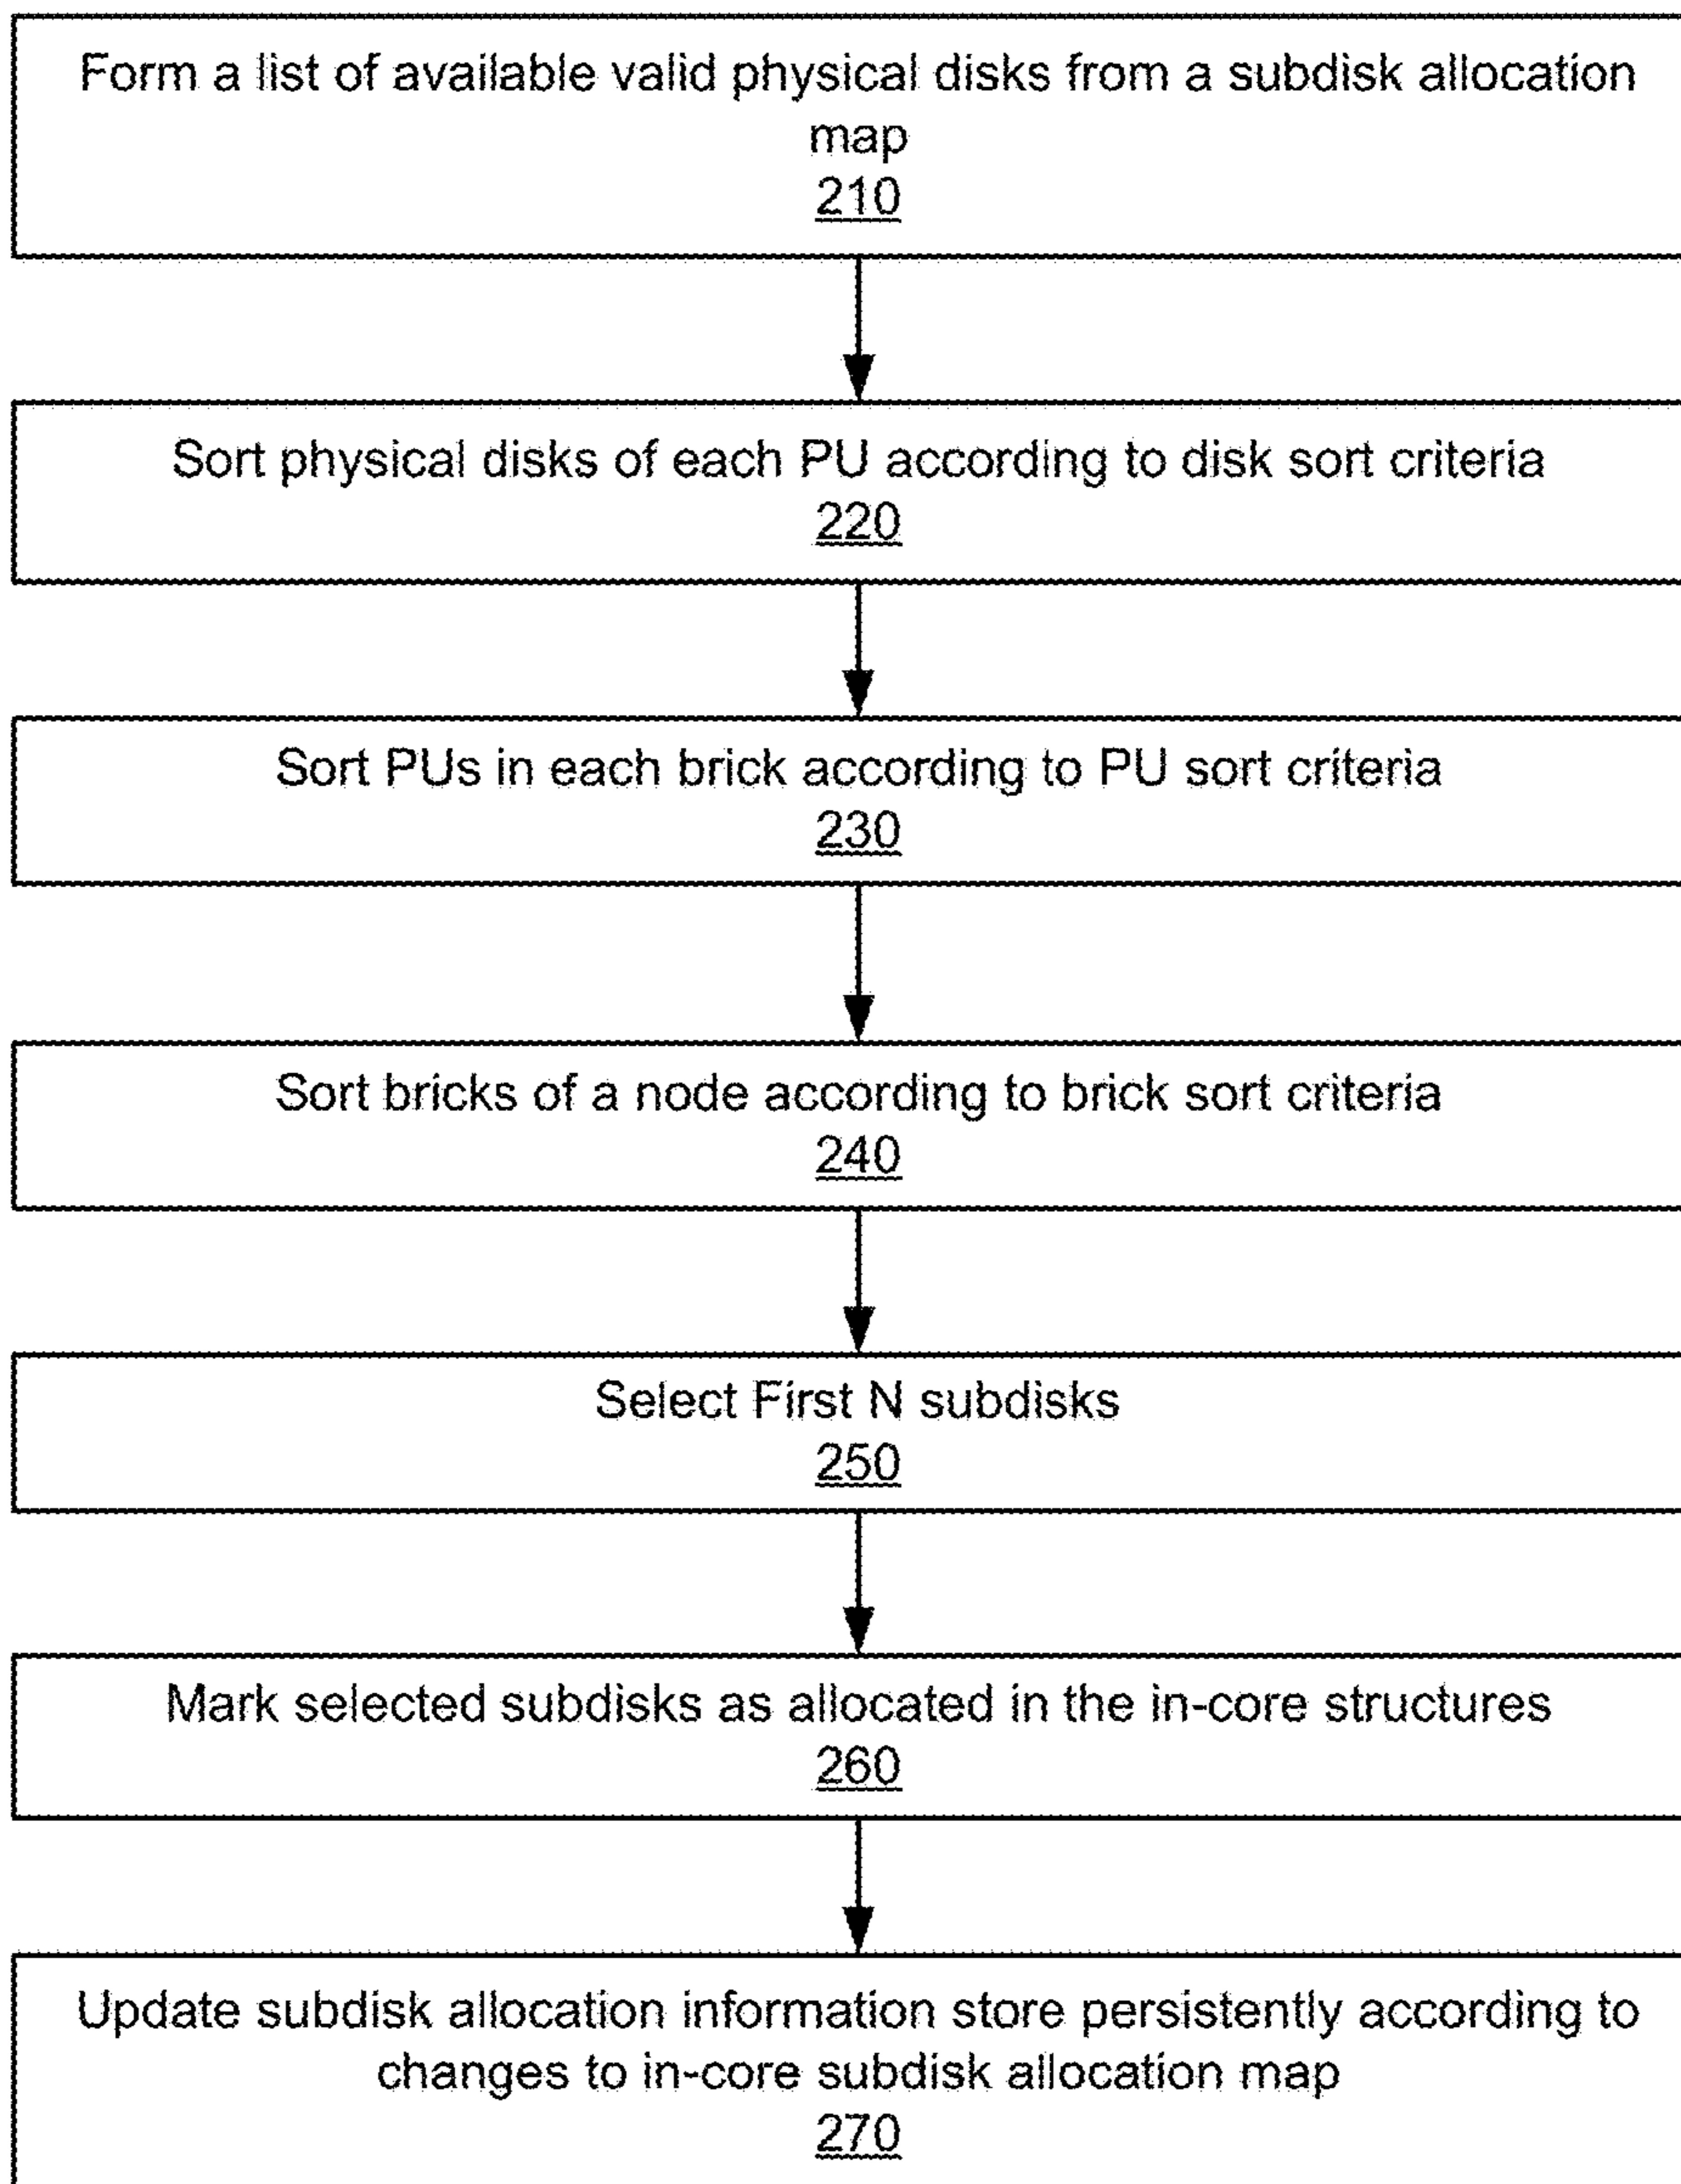 Form a list of available valid physical disks from a subdisk allocation
map
210
Sort physical disks of each PU according to disk sort criteria
220
Sort PUs in each brick according to PU sort criteria
230
Sort bricks of a node according to brick sort criteria
240
Select First N subdisks
250
Mark selected subdisks as allocated in the in-core structures
260
Update subdisk allocation information store persistently according to
changes to in-core subdisk allocation map
270